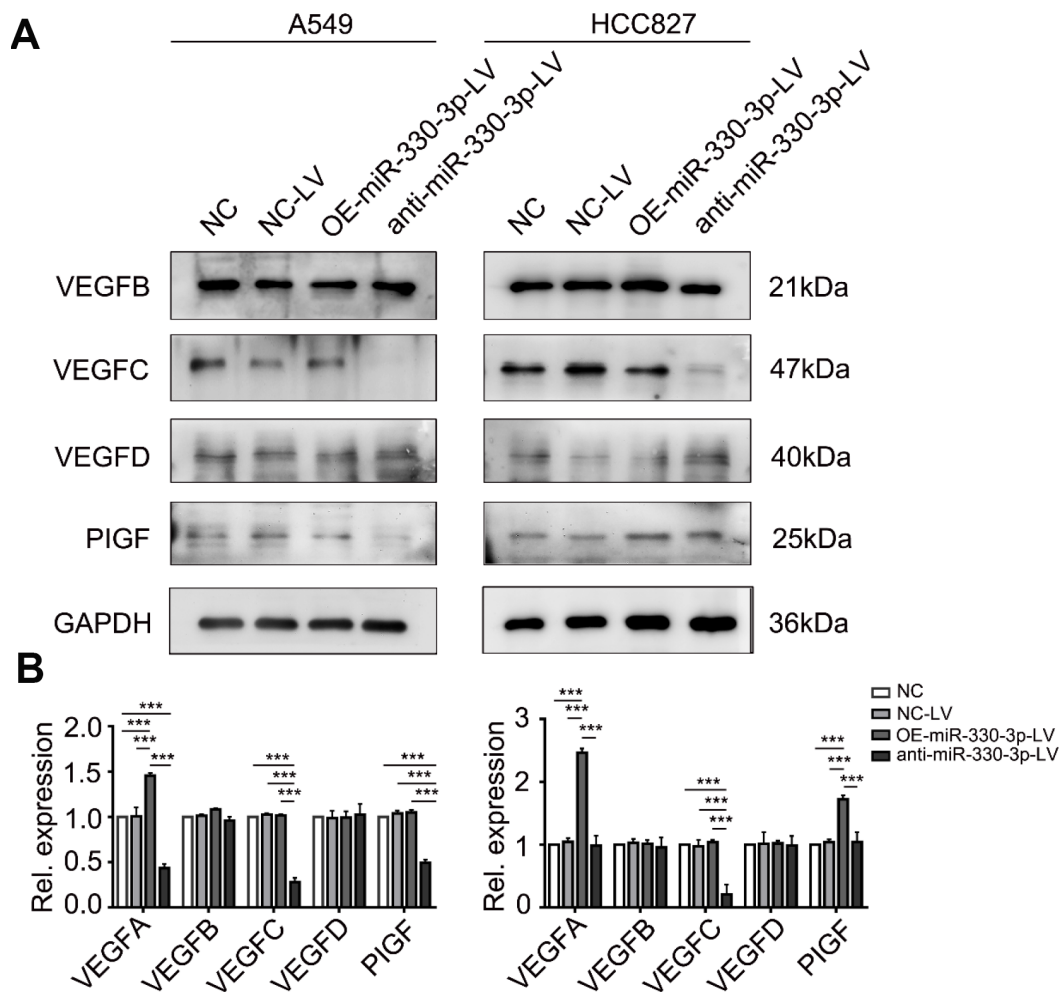 A
A549 HCC827
NC NC-LV OE-miR-330-3p-LV anti-miR-330-3p-LV NC NC-LV OE-miR-330-3p-LV anti-miR-330-3p-LV
VEGFB 21kDa
VEGFC 47kDa
VEGFD 40kDa
PIGF 25kDa
GAPDH 36kDa
B
NC
NC-LV
OE-miR-330-3p-LV
anti-miR-330-3p-LV
Rel. expression
2.0
1.5
1.0
0.5
0.0
*** *** *** ***
*** *** ***
*** *** ***
VEGFA VEGFB VEGFC VEGFD PIGF
Rel. expression
3
2
1
0
*** *** ***
*** *** ***
*** *** ***
VEGFA VEGFB VEGFC VEGFD PIGF